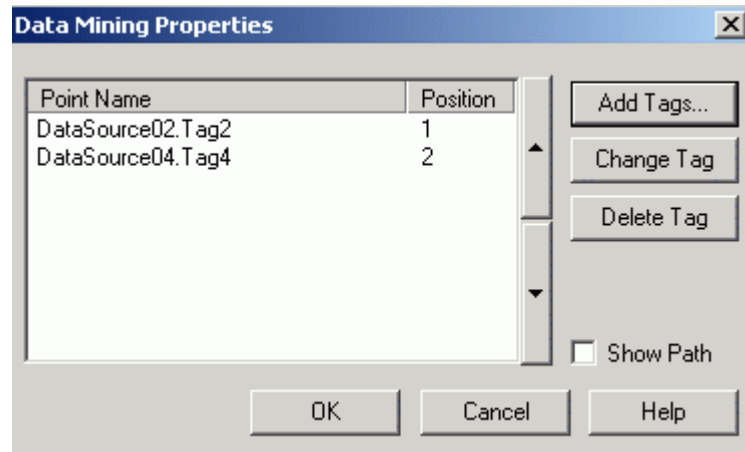 Data Mining Properties
Point Name Position
DataSource02.Tag2 1
DataSource04.Tag4 2
Add Tags...
Change Tag
Delete Tag
Show Path
OK Cancel Help